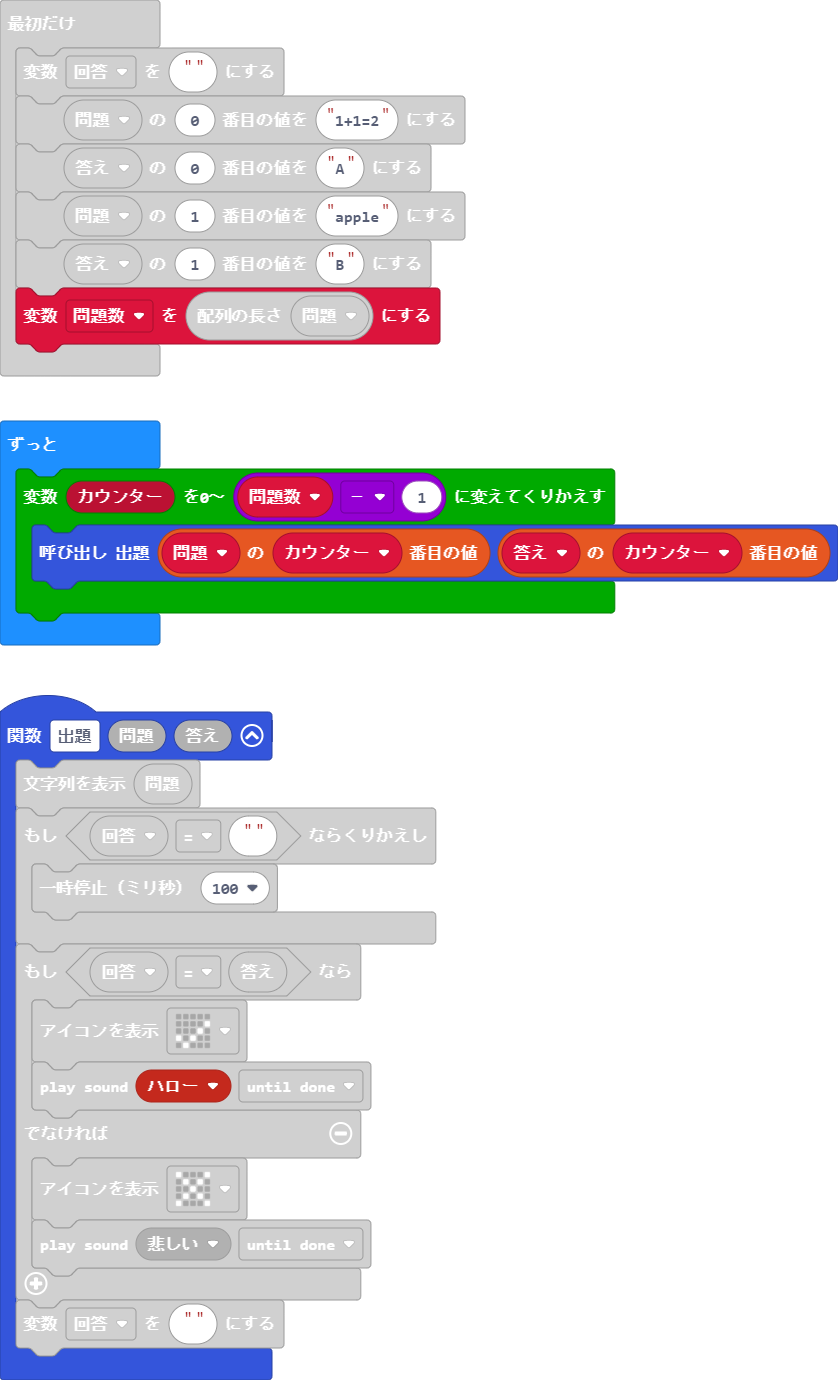 最初だけ
変数 回答 を " " にする
問題 の 0 番目の値を "1+1=2" にする
答え の 0 番目の値を "A" にする
問題 の 1 番目の値を "apple" にする
答え の 1 番目の値を "B" にする
変数 問題数 を 配列の長さ 問題 にする
ずっと
変数 カウンター を0～ 問題数 - 1 に変えてくりかえす
呼び出し 出題 問題 の カウンター 番目の値 答え の カウンター 番目の値
関数 出題 問題 答え
文字列を表示 問題
もし 回答 = " " ならくりかえし
一時停止（ミリ秒） 100
もし 回答 = 答え なら
アイコンを表示
play sound ハロー until done
でなければ
アイコンを表示
play sound 悲しい until done
変数 回答 を " " にする